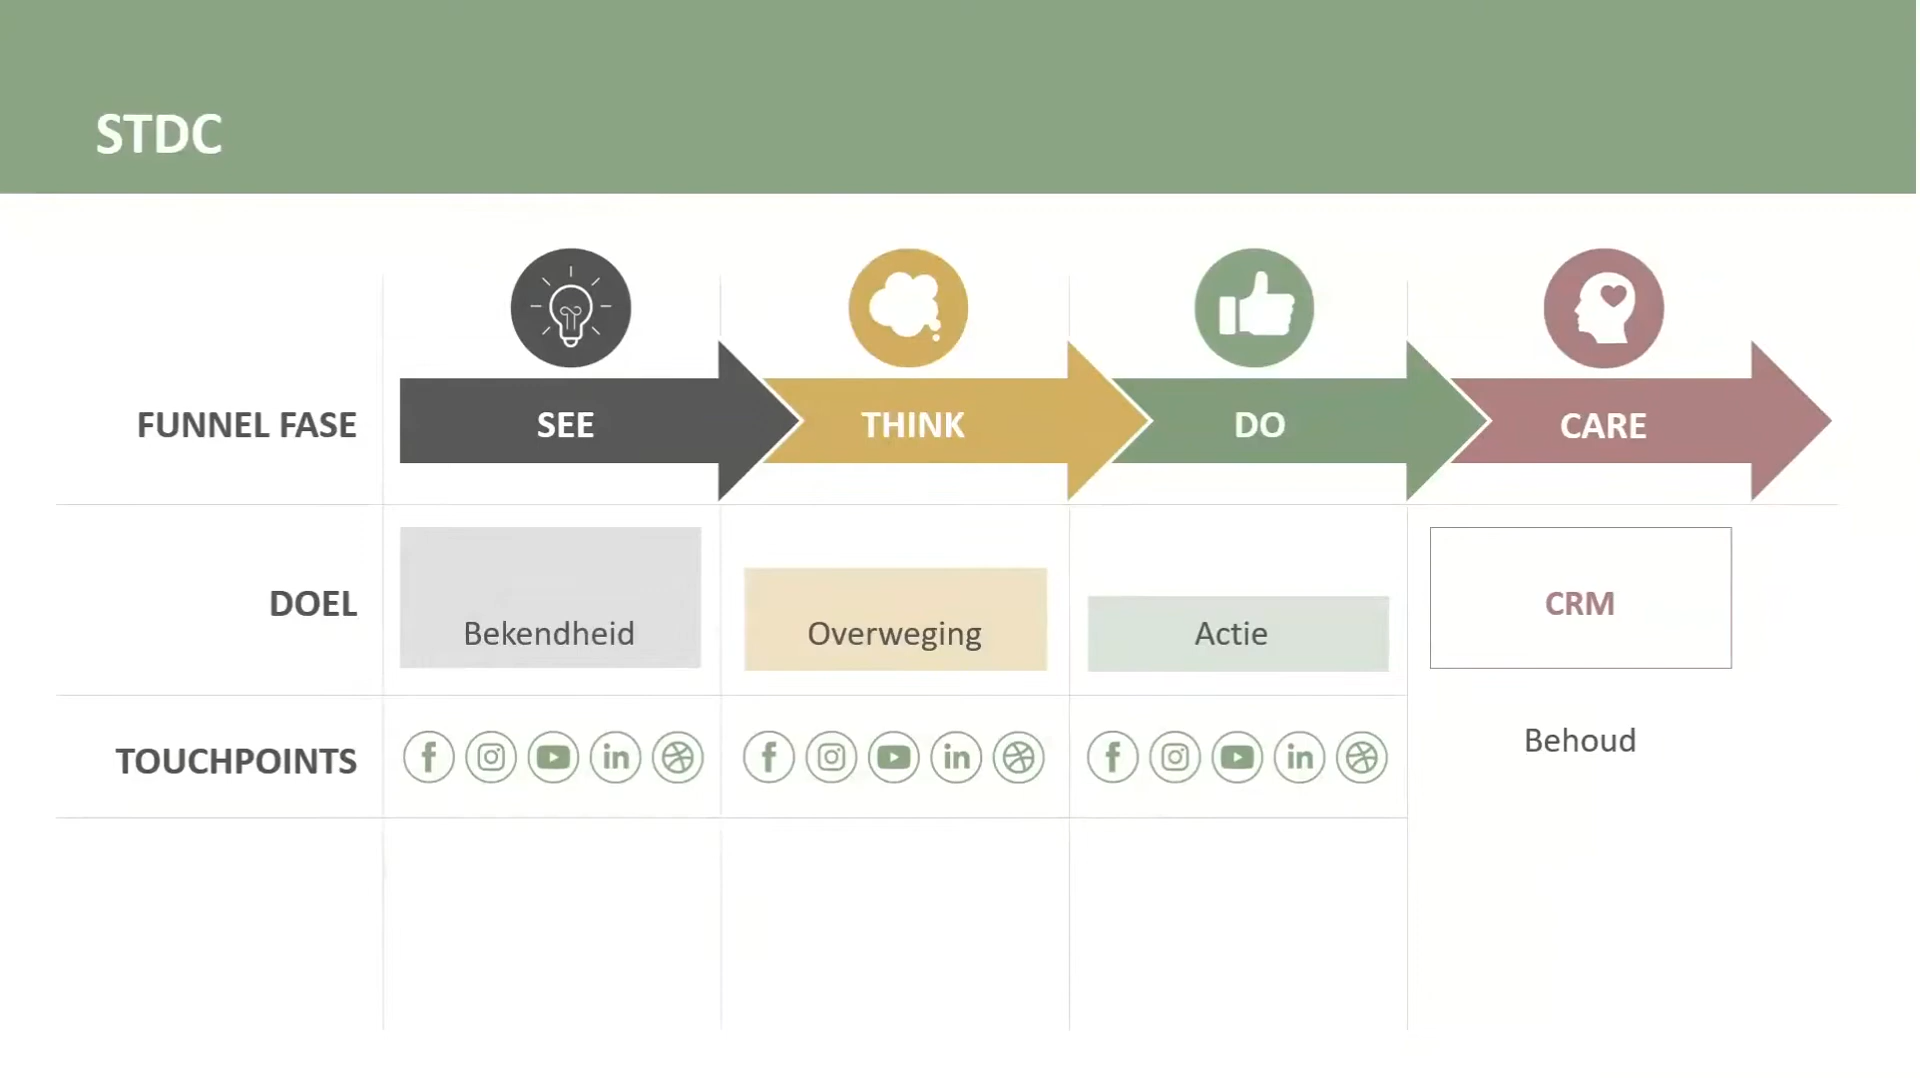 STDC
FUNNEL FASE
SEE
THINK
DO
CARE
DOEL
Bekendheid
Overweging
Actie
CRM
TOUCHPOINTS
Behoud